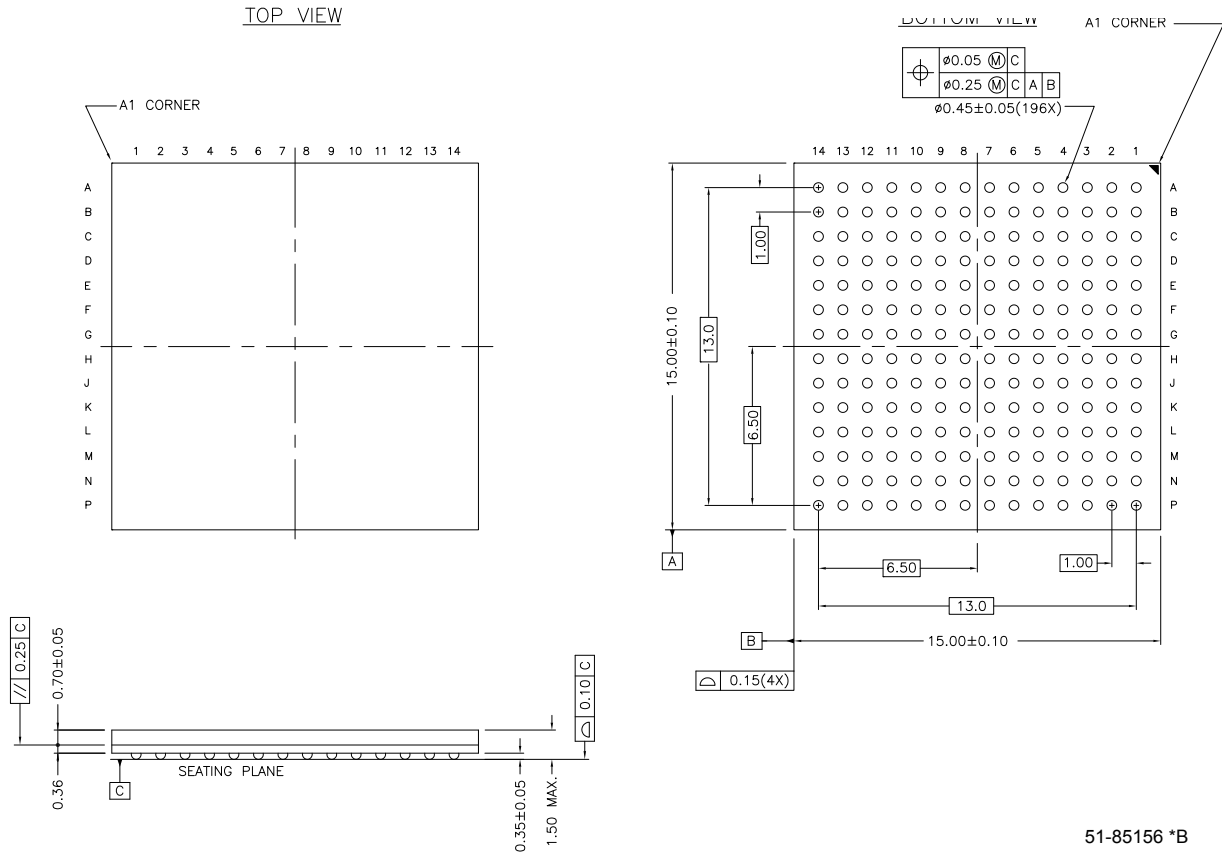 TOP VIEW
A1 CORNER
1 2 3 4 5 6 7 8 9 10 11 12 13 14
A
B
C
D
E
F
G
H
J
K
L
M
N
P
BOTTOM VIEW
A1 CORNER
ø0.05 Ⓜ C
ø0.25 Ⓜ C A B
ø0.45±0.05(196X)
14 13 12 11 10 9 8 7 6 5 4 3 2 1
A
B
C
D
E
F
G
H
J
K
L
M
N
P
1.00
13.0
15.00±0.10
6.50
A
6.50
1.00
13.0
B
15.00±0.10
⌓ 0.15(4X)
// 0.25 C
0.70±0.05
0.36
SEATING PLANE
C
0.35±0.05
1.50 MAX.
⌓ 0.10 C
51-85156 *B